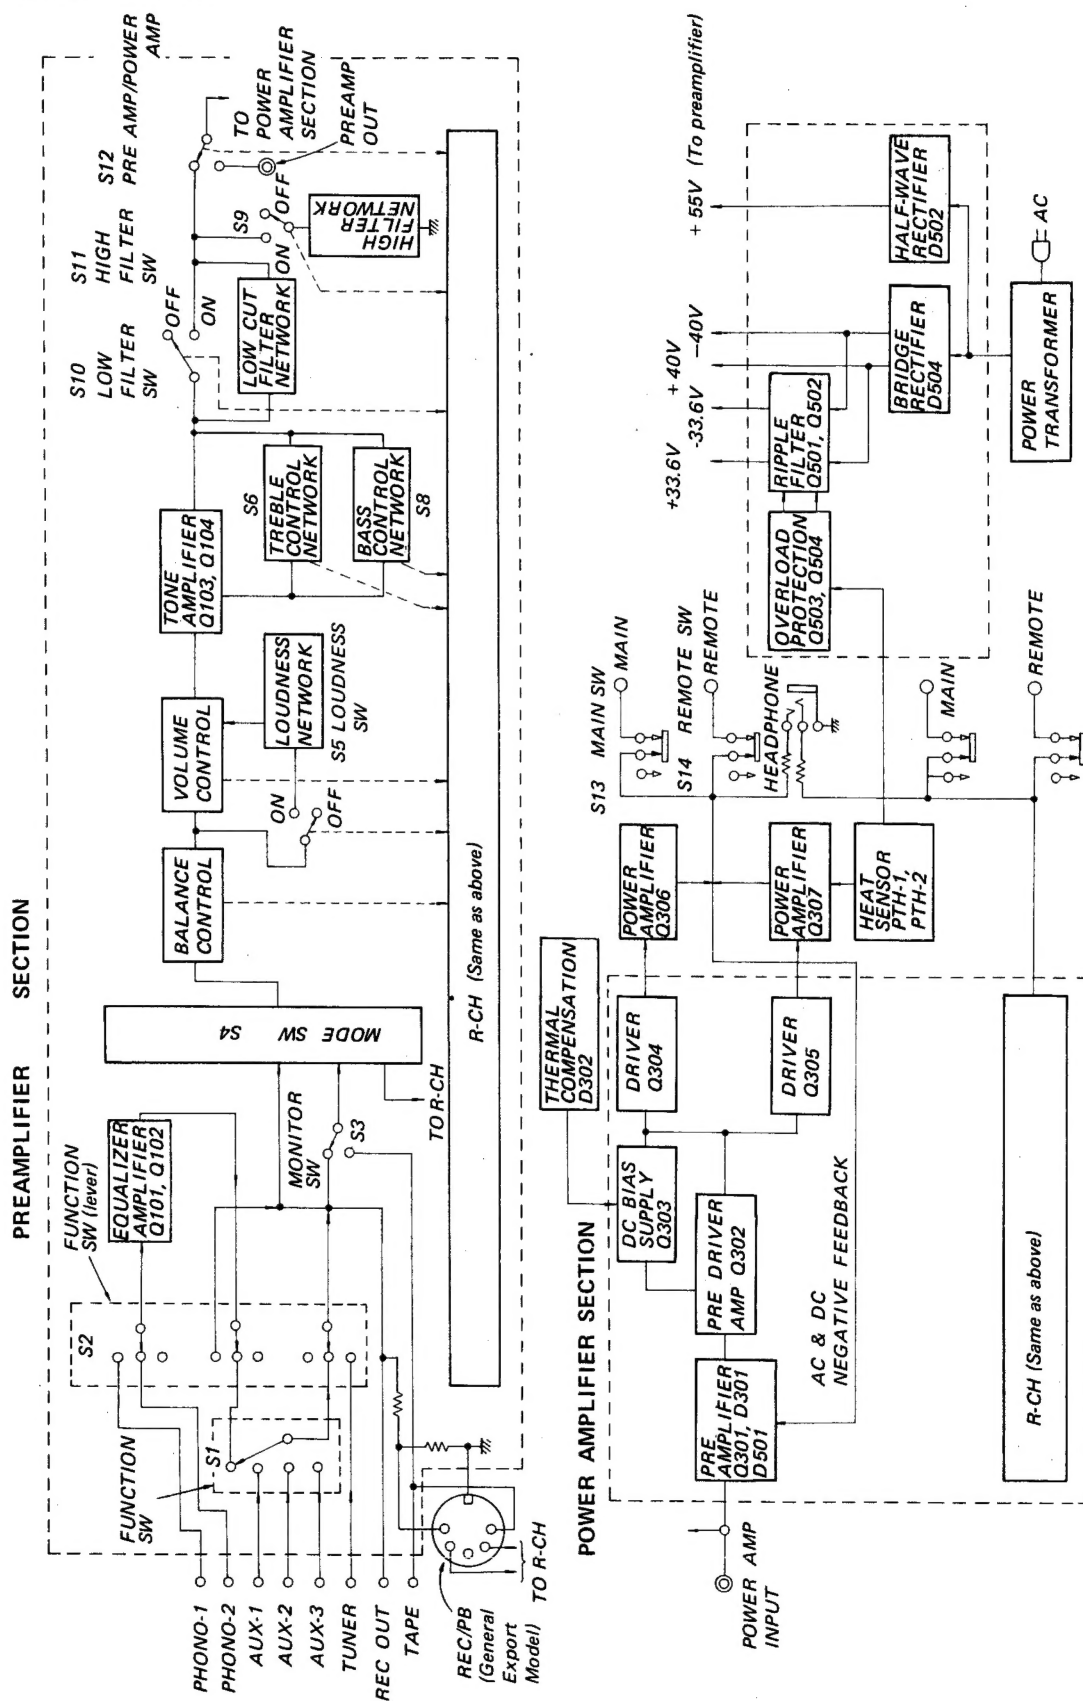 PREAMPLIFIER SECTION
FUNCTION
SW (lever)
EQUALIZER
AMPLIFIER
Q101, Q102
S2
S1
FUNCTION
SW
MONITOR
SW
S3
MODE SW S4
TO R-CH
BALANCE
CONTROL
VOLUME
CONTROL
ON
OFF
LOUDNESS
NETWORK
S5 LOUDNESS
SW
TONE
AMPLIFIER
Q103, Q104
S6
TREBLE
CONTROL
NETWORK
BASS
CONTROL
NETWORK
S8
S10
LOW
FILTER
SW
OFF
ON
LOW CUT
FILTER
NETWORK
S11
HIGH
FILTER
SW
S9
ON
OFF
HIGH
FILTER
NETWORK
S12
PRE AMP/POWER
AMP
TO
POWER
AMPLIFIER
SECTION
PREAMP
OUT
R-CH (Same as above)
PHONO-1
PHONO-2
AUX-1
AUX-2
AUX-3
TUNER
REC OUT
TAPE
REC/PB
(General
Export
Model)
TO R-CH
POWER AMPLIFIER SECTION
POWER AMP
INPUT
PRE
AMPLIFIER
Q301, D301
D501
PRE DRIVER
AMP Q302
DC BIAS
SUPPLY
Q303
THERMAL
COMPENSATION
D302
DRIVER
Q304
DRIVER
Q305
AC & DC
NEGATIVE FEEDBACK
POWER
AMPLIFIER
Q306
POWER
AMPLIFIER
Q307
HEAT
SENSOR
PTH-1,
PTH-2
S13 MAIN SW
MAIN
S14 REMOTE SW
REMOTE
HEADPHONE
MAIN
REMOTE
R-CH (Same as above)
OVERLOAD
PROTECTION
Q503, Q504
RIPPLE
FILTER
Q501, Q502
+33.6V
-33.6V
+40V
-40V
+55V (To preamplifier)
BRIDGE
RECTIFIER
D504
HALF-WAVE
RECTIFIER
D502
POWER
TRANSFORMER
AC